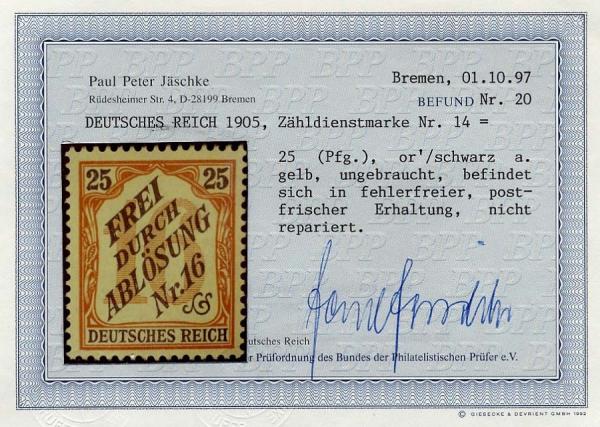 Paul Peter Jäschke
Rüdesheimer Str. 4, D-28199 Bremen
Bremen, 01.10.97
BEFUND Nr. 20
DEUTSCHES REICH 1905, Zähldienstmarke Nr. 14 =
25 25
FREI
DURCH
ABLÖSUNG
Nr. 16
DEUTSCHES REICH
25 (Pfg.), or'/schwarz a.
gelb, ungebraucht, befindet
sich in fehlerfreier, post-
frischer Erhaltung, nicht
repariert.
utsches Reich
r Prüfordnung des Bundes der Philatelistischen Prüfer e.V.
© GIESECKE & DEVRIENT GMBH 1992
BPP